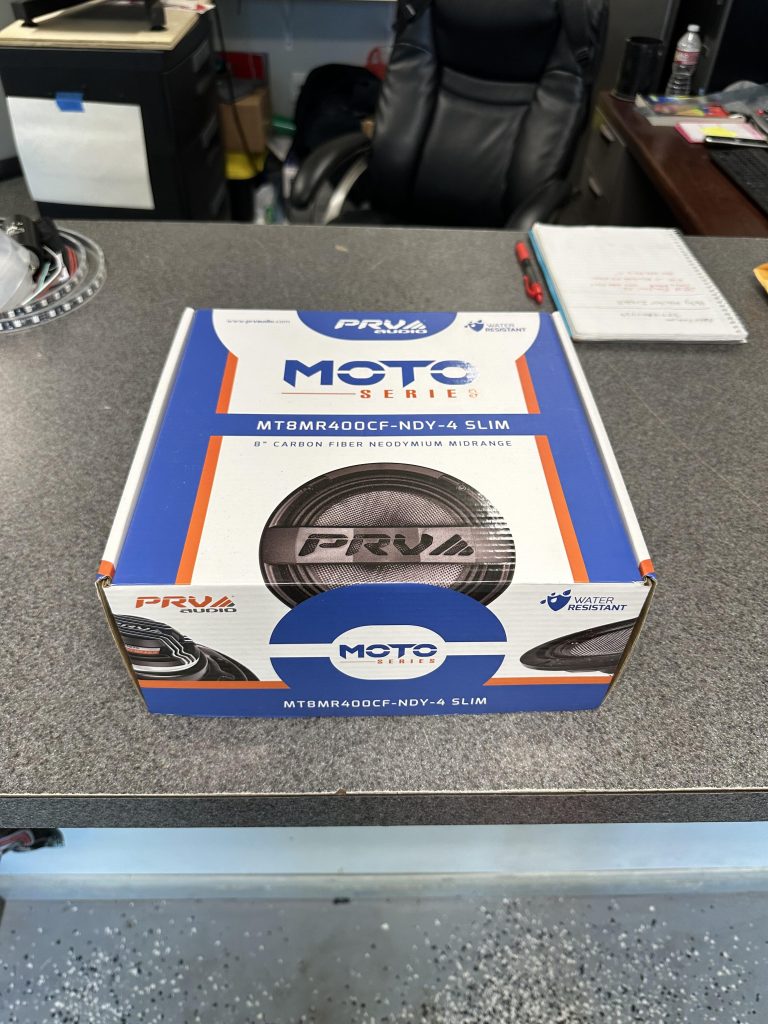 www.prvaudio.com
PRV AUDIO
WATER
RESISTANT
MOTO
SERIES
MT8MR400CF-NDY-4 SLIM
8" CARBON FIBER NEODYMIUM MIDRANGE
PRV
PRV AUDIO
WATER
RESISTANT
MOTO
SERIES
MT8MR400CF-NDY-4 SLIM